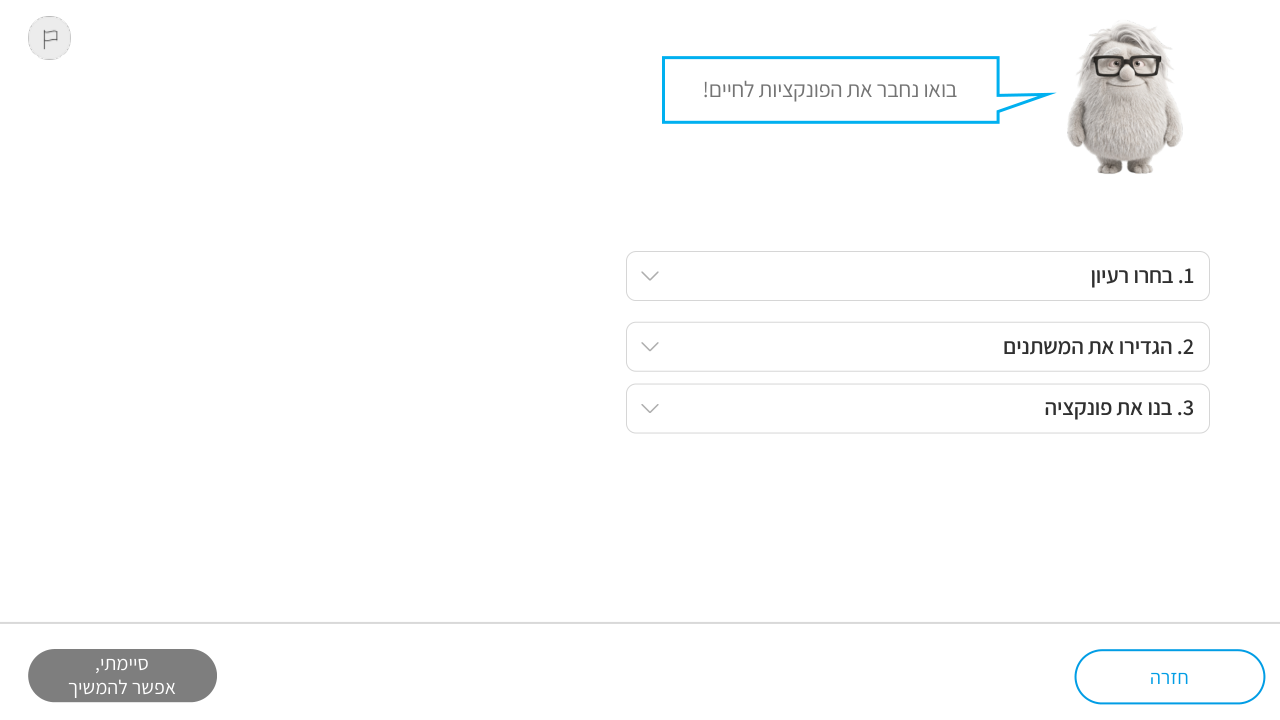 בואו נחבר את הפונקציות לחיים!
1. בחרו רעיון
2. הגדירו את המשתנים
3. בנו את פונקציה
חזרה
סיימתי,
אפשר להמשיך